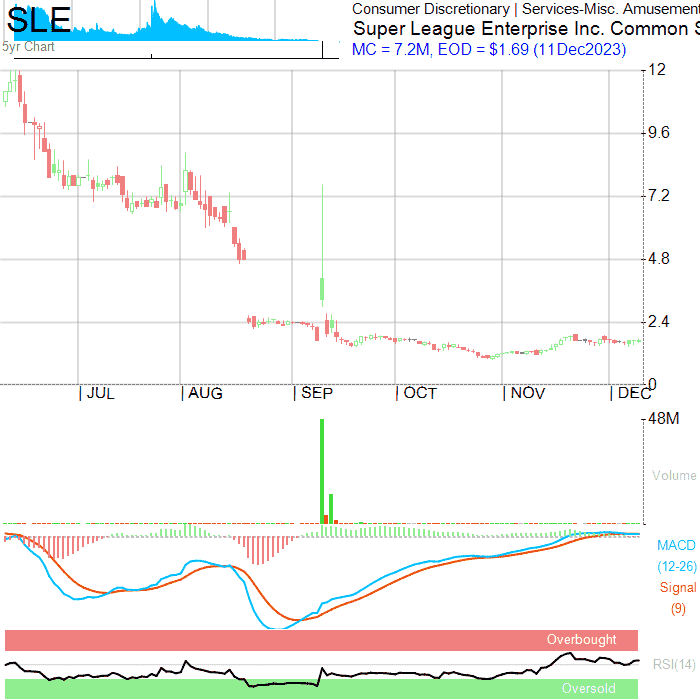 SLE
5yr Chart
Consumer Discretionary | Services-Misc. Amusement
Super League Enterprise Inc. Common S
MC = 7.2M, EOD = $1.69 (11Dec2023)
12
9.6
7.2
4.8
2.4
0
JUL
AUG
SEP
OCT
NOV
DEC
48M
Volume
MACD
(12-26)
Signal
(9)
Overbought
RSI(14)
Oversold